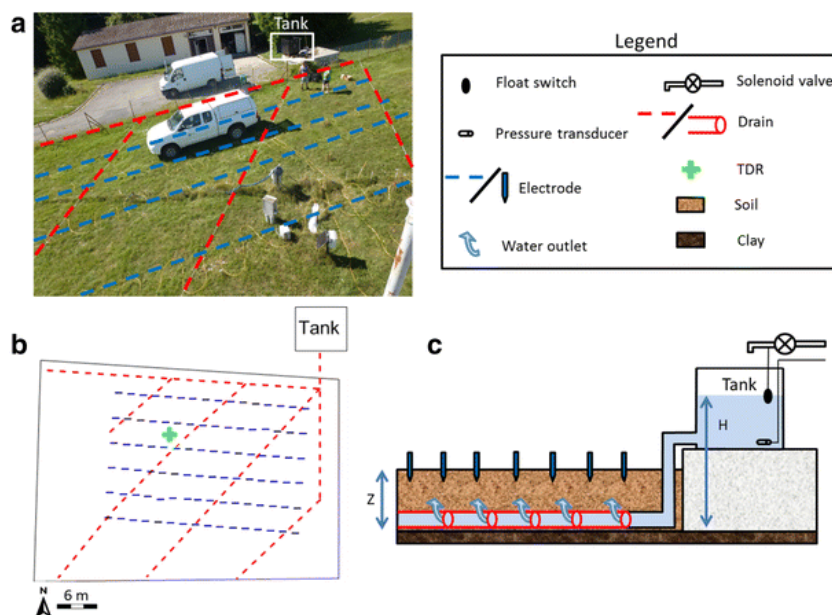 a
Tank
Legend
Float switch
Solenoid valve
Pressure transducer
Drain
Electrode
TDR
Soil
Water outlet
Clay
b
Tank
N
6 m
c
Tank
H
Z